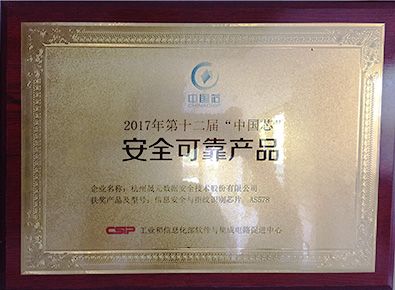 中国芯
CHINA CHIP
2017年第十二届“中国芯”
安全可靠产品
企业名称：杭州晟元数据安全技术股份有限公司
获奖产品及型号：信息安全与指纹识别芯片，AS578
CSIP 工业和信息化部软件与集成电路促进中心